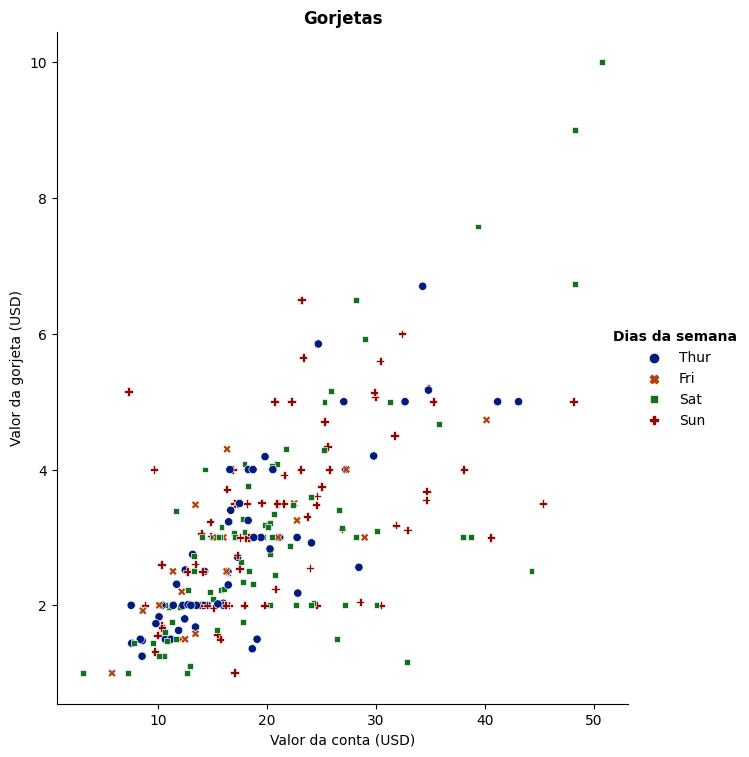 Gorjetas
10
8
6
4
2
Valor da gorjeta (USD)
10 20 30 40 50
Valor da conta (USD)
Dias da semana
Thur
Fri
Sat
Sun